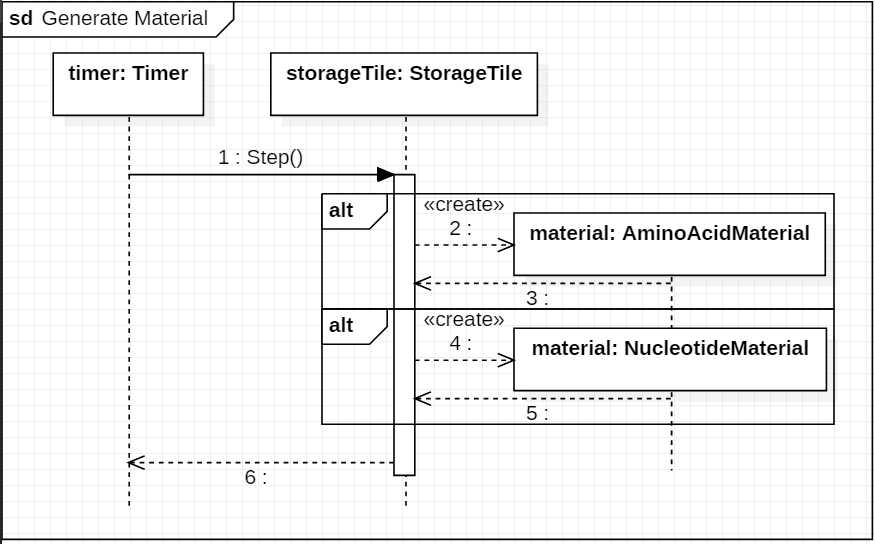 sd Generate Material
timer: Timer
storageTile: StorageTile
1 : Step()
alt
«create»
2 :
material: AminoAcidMaterial
3 :
alt
«create»
4 :
material: NucleotideMaterial
5 :
6 :